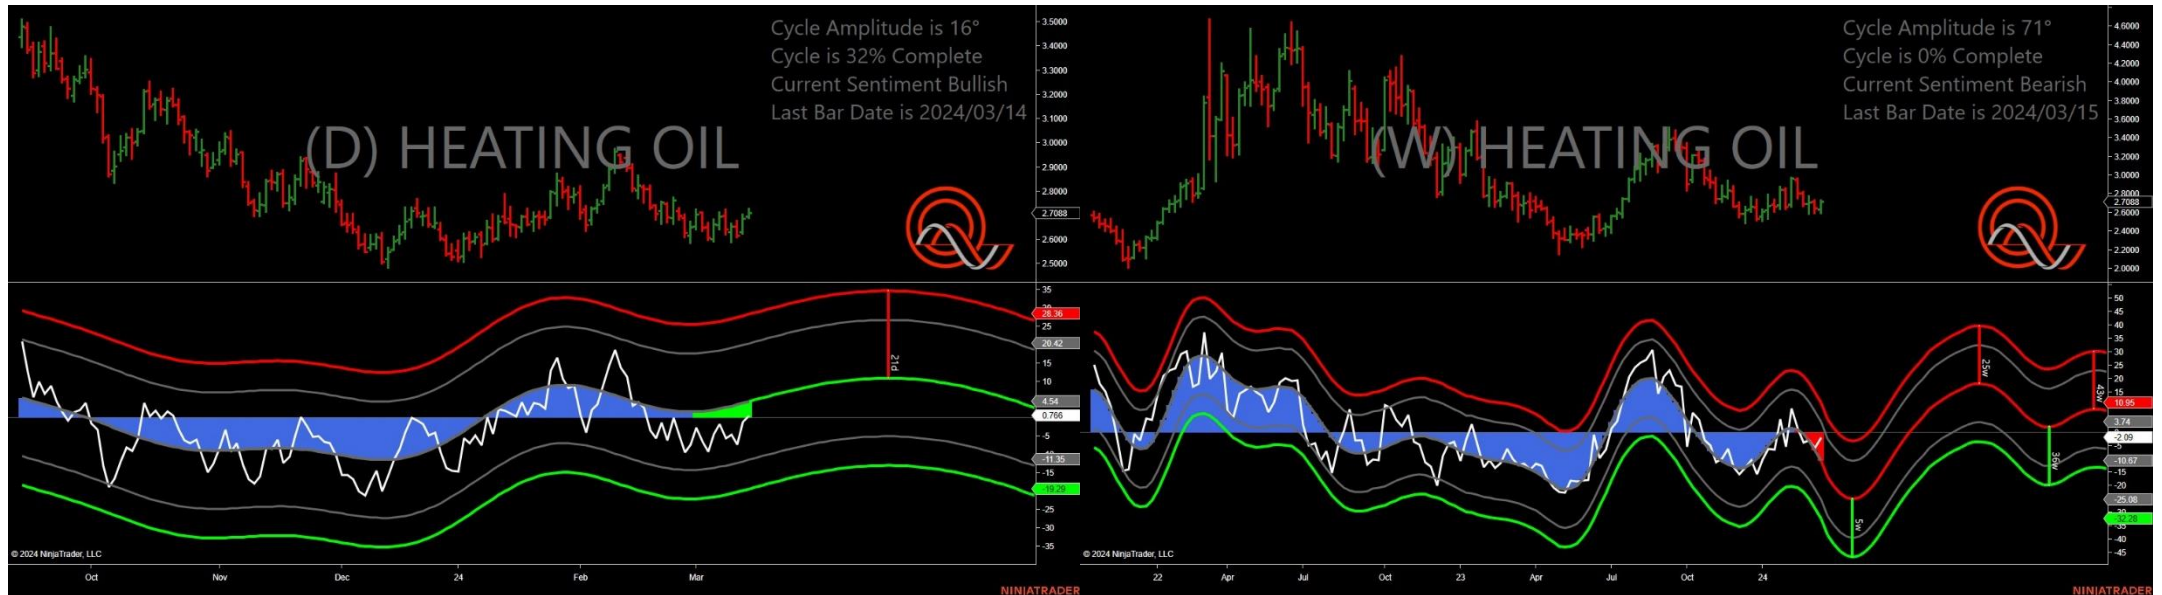 Cycle Amplitude is 16°
Cycle is 32% Complete
Current Sentiment Bullish
Last Bar Date is 2024/03/14
(D) HEATING OIL
3.5000
3.4000
3.3000
3.2000
3.1000
3.0000
2.9000
2.8000
2.7088
2.6000
2.5000
35
28.36
25
20.42
15
10
4.54
0.766
-5
-11.35
-15
-19.29
-25
-30
-35
21d
© 2024 NinjaTrader, LLC
Oct
Nov
Dec
24
Feb
Mar
NINJATRADER
Cycle Amplitude is 71°
Cycle is 0% Complete
Current Sentiment Bearish
Last Bar Date is 2024/03/15
(W) HEATING OIL
4.6000
4.4000
4.2000
4.0000
3.8000
3.6000
3.4000
3.2000
3.0000
2.8000
2.7088
2.6000
2.4000
2.2000
2.0000
50
45
40
35
30
25
20
15
10.95
3.74
-2.09
-10.67
-15
-20
-25.08
-32.28
-35
-40
-45
25w
43w
36w
5w
© 2024 NinjaTrader, LLC
22
Apr
Jul
Oct
23
Apr
Jul
Oct
24
NINJATRADER